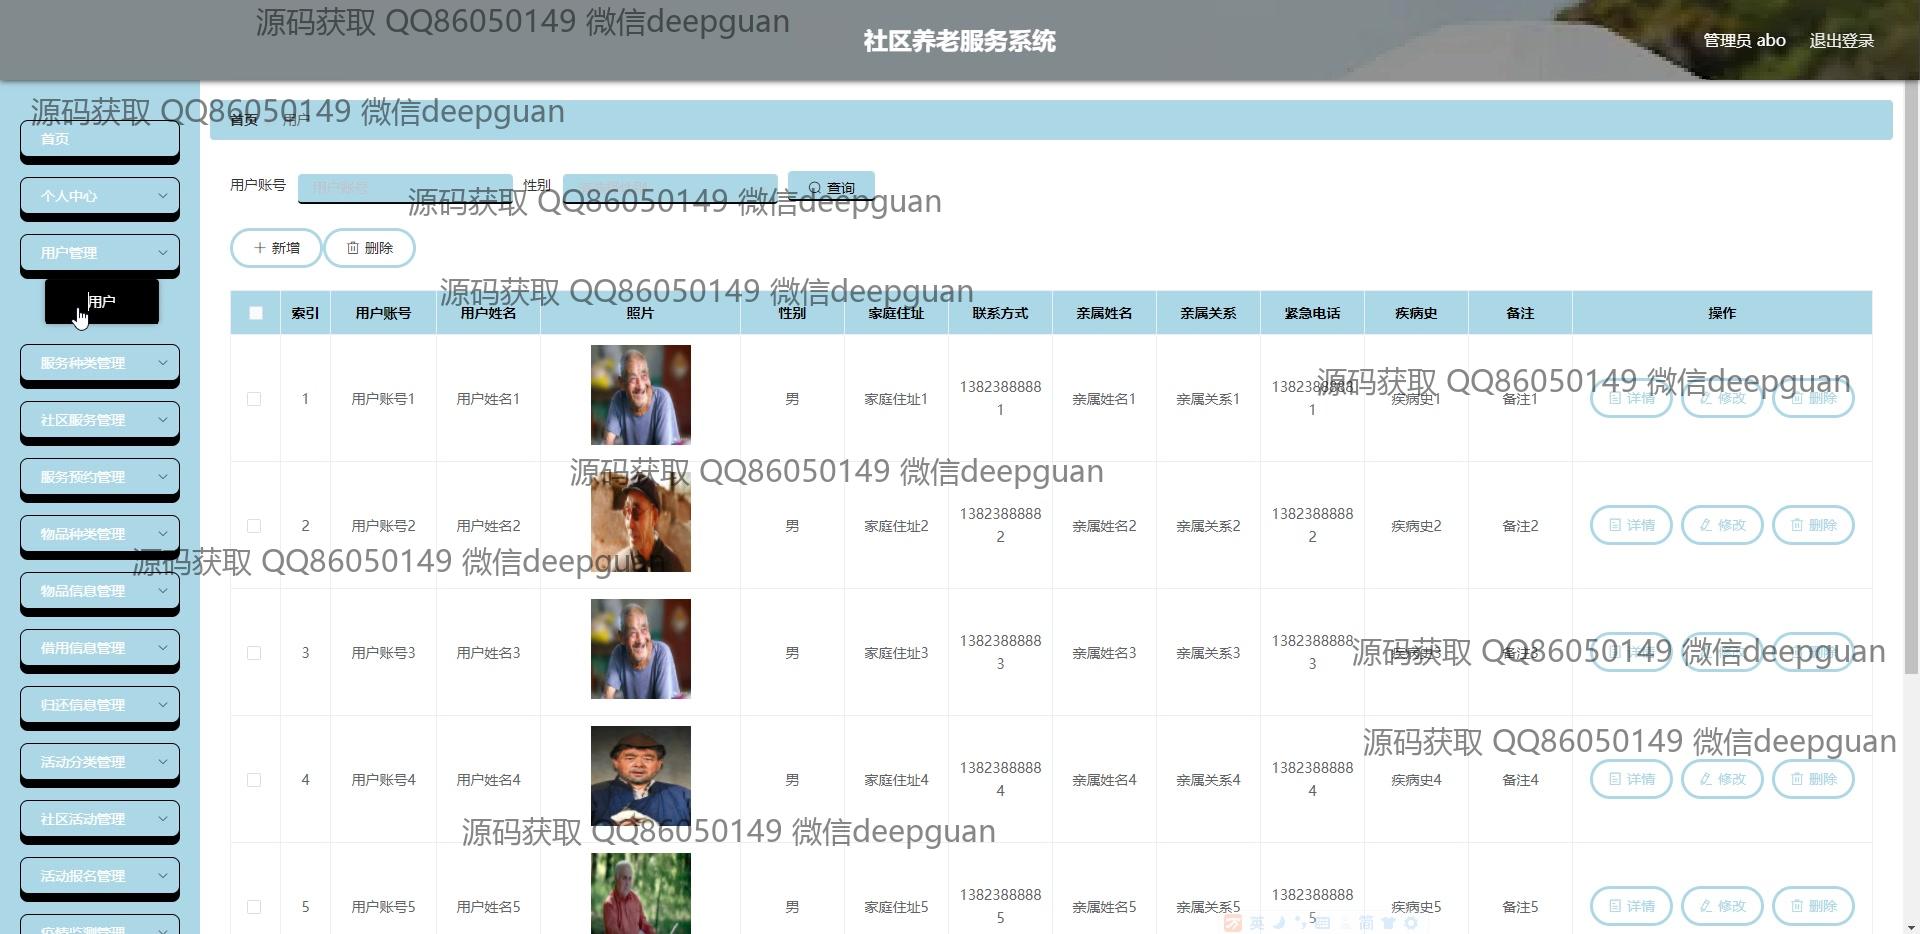 源码获取 QQ86050149 微信deepguan
社区养老服务系统
管理员 abo 退出登录
源码获取 QQ86050149 微信deepguan
首页 用户
首页
个人中心
用户管理
用户
服务种类管理
社区服务管理
服务预约管理
物品种类管理
物品信息管理
借用信息管理
归还信息管理
活动分类管理
社区活动管理
活动报名管理
疫情监测管理
用户账号 用户账号 性别 查询
源码获取 QQ86050149 微信deepguan
新增 删除
源码获取 QQ86050149 微信deepguan
索引 用户账号 用户姓名 照片 性别 家庭住址 联系方式 亲属姓名 亲属关系 紧急电话 疾病史 备注 操作
源码获取 QQ86050149 微信deepguan
1 用户账号1 用户姓名1 男 家庭住址1 13823888881 亲属姓名1 亲属关系1 13823888881 疾病史1 备注1 详情 修改 删除
源码获取 QQ86050149 微信deepguan
2 用户账号2 用户姓名2 男 家庭住址2 13823888882 亲属姓名2 亲属关系2 13823888882 疾病史2 备注2 详情 修改 删除
源码获取 QQ86050149 微信deepguan
3 用户账号3 用户姓名3 男 家庭住址3 13823888883 亲属姓名3 亲属关系3 13823888883 疾病史3 备注3 详情 修改 删除
源码获取 QQ86050149 微信deepguan
源码获取 QQ86050149 微信deepguan
4 用户账号4 用户姓名4 男 家庭住址4 13823888884 亲属姓名4 亲属关系4 13823888884 疾病史4 备注4 详情 修改 删除
源码获取 QQ86050149 微信deepguan
5 用户账号5 用户姓名5 男 家庭住址5 13823888885 亲属姓名5 亲属关系5 13823888885 疾病史5 备注5 详情 修改 删除
英 简